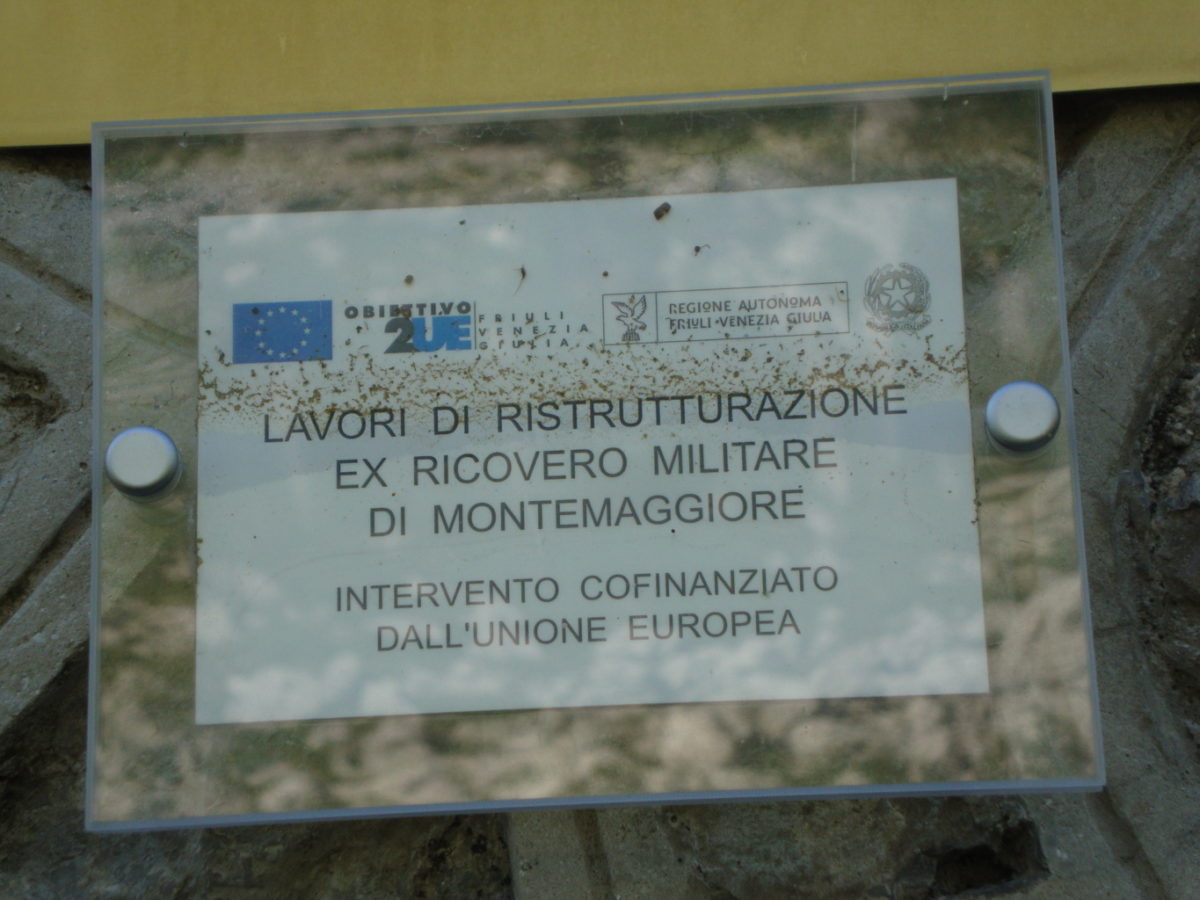 OBIETTIVO
2UE
FRIULI
VENEZIA
GIULIA
REGIONE AUTONOMA
FRIULI VENEZIA GIULIA
LAVORI DI RISTRUTTURAZIONE
EX RICOVERO MILITARE
DI MONTEMAGGIORE
INTERVENTO COFINANZIATO
DALL'UNIONE EUROPEA